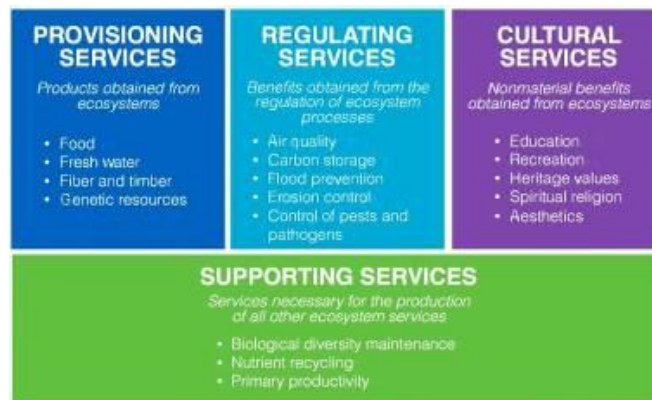 PROVISIONING
SERVICES
Products obtained from
ecosystems
• Food
• Fresh water
• Fiber and timber
• Genetic resources
REGULATING
SERVICES
Benefits obtained from the
regulation of ecosystem
processes
• Air quality
• Carbon storage
• Flood prevention
• Erosion control
• Control of pests and
pathogens
CULTURAL
SERVICES
Nonmaterial benefits
obtained from ecosystems
• Education
• Recreation
• Heritage values
• Spiritual religion
• Aesthetics
SUPPORTING SERVICES
Services necessary for the production
of all other ecosystem services
• Biological diversity maintenance
• Nutrient recycling
• Primary productivity